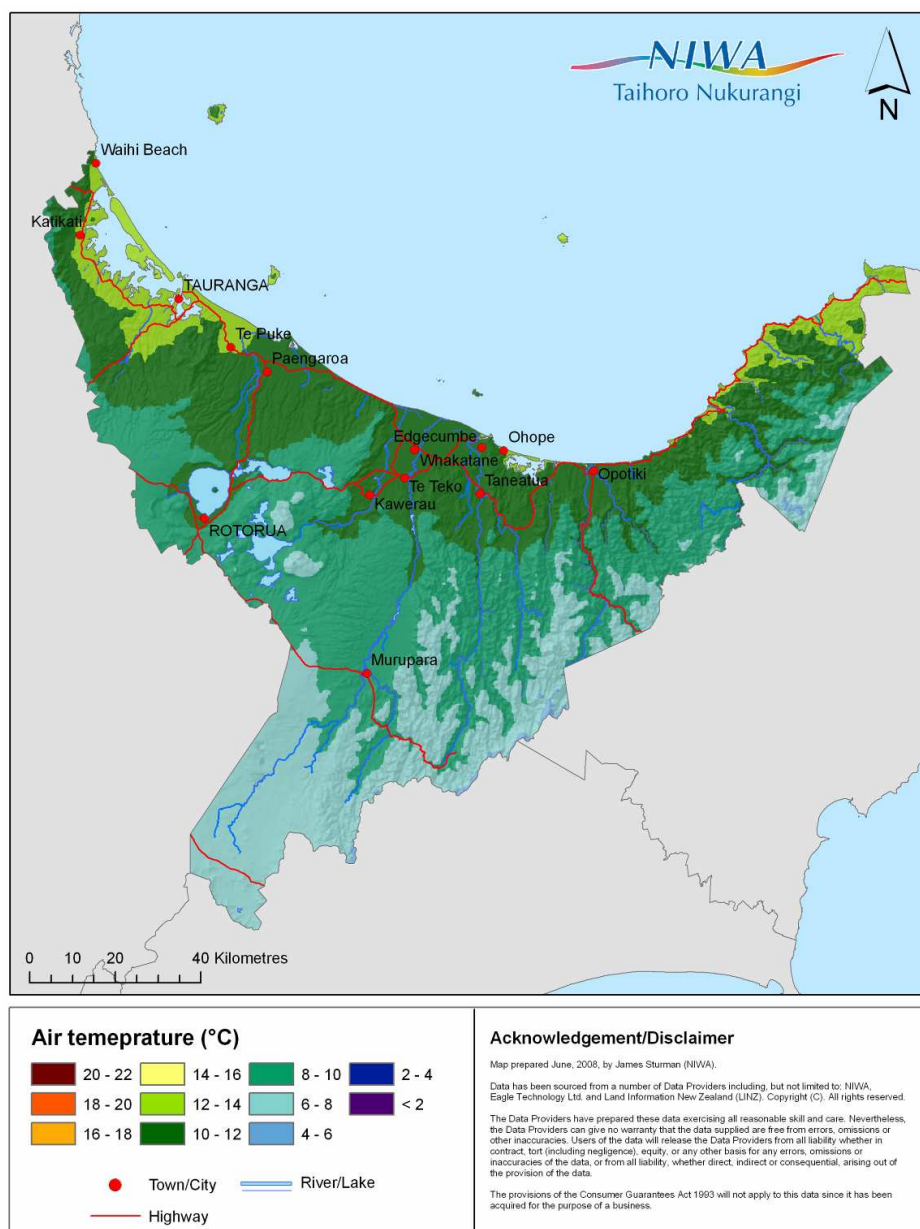 NIWA
Taihoro Nukurangi
N
Waihi Beach
Katikati
TAURANGA
Te Puke
Paengaroa
Edgecumbe
Ohope
Whakatane
Opotiki
Te Teko
Taneatua
Kawerau
ROTORUA
Murupara
0 10 20 40 Kilometres
Air temeprature (°C)
20 - 22
14 - 16
8 - 10
2 - 4
18 - 20
12 - 14
6 - 8
< 2
16 - 18
10 - 12
4 - 6
Town/City
River/Lake
Highway
Acknowledgement/Disclaimer
Map prepared June, 2008, by James Sturman (NIWA).
Data has been sourced from a number of Data Providers including, but not limited to: NIWA,
Eagle Technology Ltd. and Land Information New Zealand (LINZ). Copyright (C). All rights reserved.
The Data Providers have prepared these data exercising all reasonable skill and care. Nevertheless,
the Data Providers can give no warranty that the data supplied are free from errors, omissions or
other inaccuracies. Users of the data will release the Data Providers from all liability whether in
contract, tort (including negligence), equity, or any other basis for any errors, omissions or
inaccuracies of the data, or from all liability, whether direct, indirect or consequential, arising out of
the provision of the data.
The provisions of the Consumer Guarantees Act 1993 will not apply to this data since it has been
acquired for the purpose of a business.